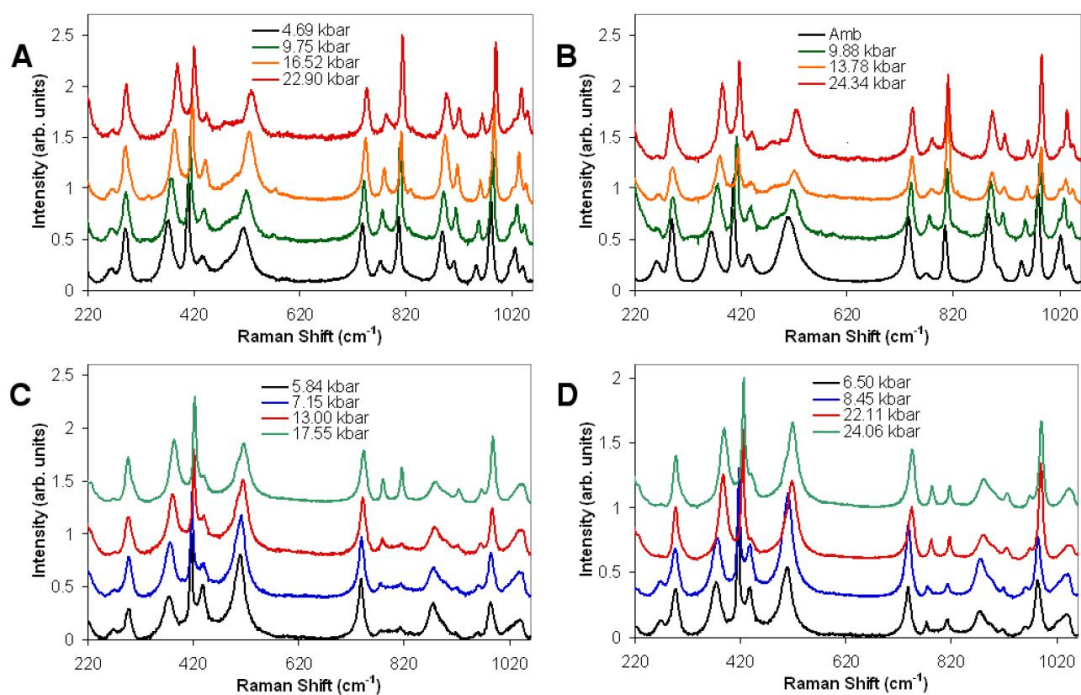 A
2.5
2
1.5
1
0.5
0
Intensity (arb. units)
4.69 kbar
9.75 kbar
16.52 kbar
22.90 kbar
220 420 620 820 1020
Raman Shift (cm-1)
B
2.5
2
1.5
1
0.5
0
Intensity (arb. units)
Amb
9.88 kbar
13.78 kbar
24.34 kbar
220 420 620 820 1020
Raman Shift (cm-1)
C
2.5
2
1.5
1
0.5
0
Intensity (arb. units)
5.84 kbar
7.15 kbar
13.00 kbar
17.55 kbar
220 420 620 820 1020
Raman Shift (cm-1)
D
2
1.5
1
0.5
0
Intensity (arb. units)
6.50 kbar
8.45 kbar
22.11 kbar
24.06 kbar
220 420 620 820 1020
Raman Shift (cm-1)